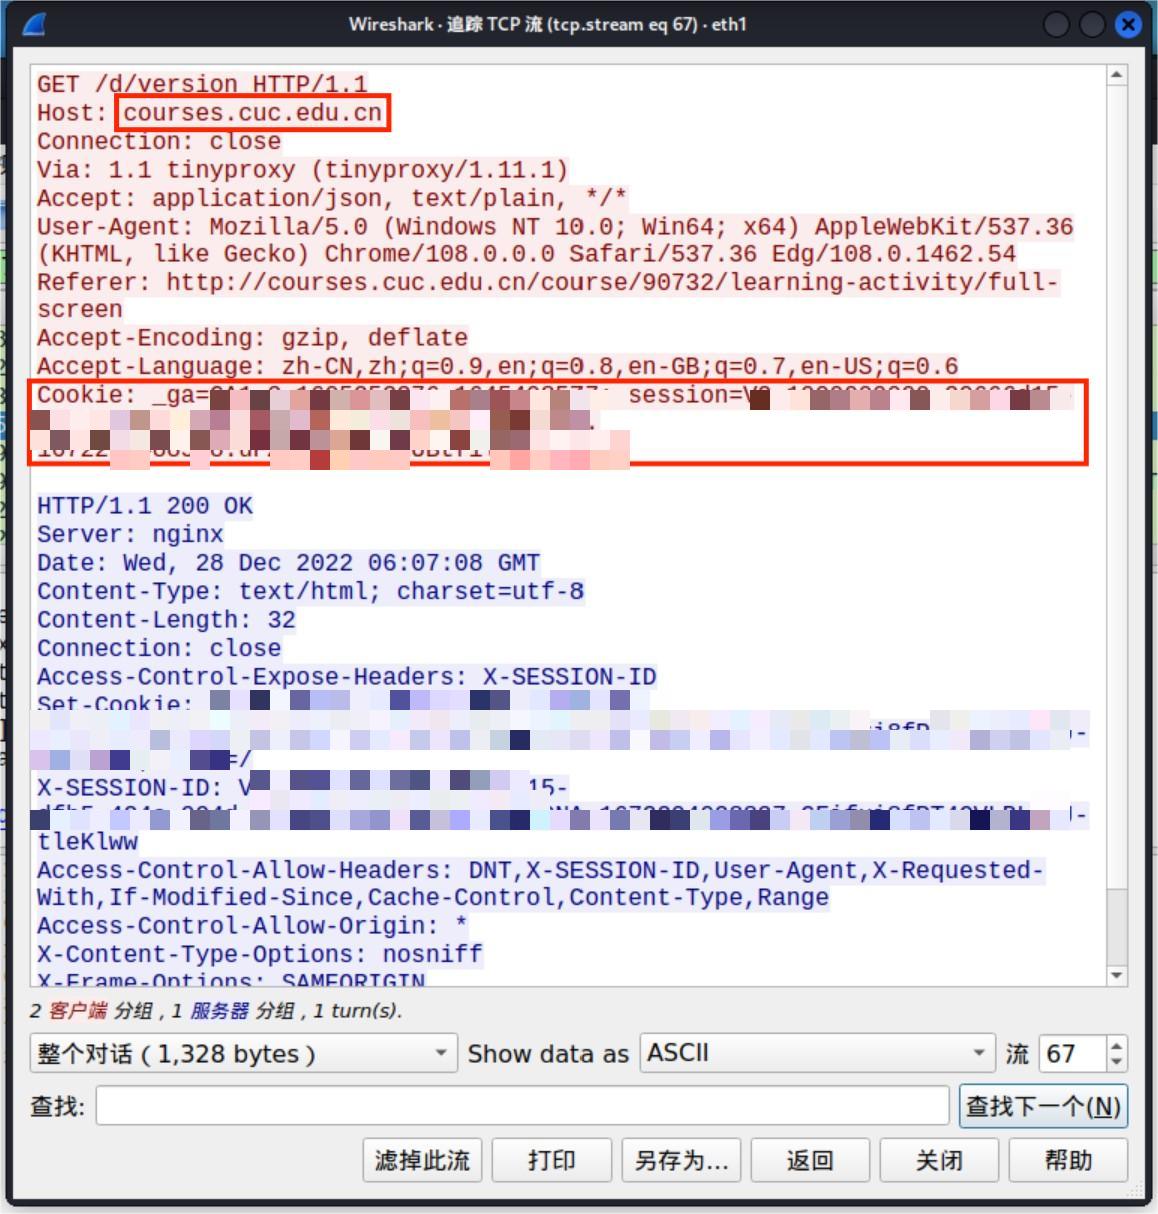 Wireshark · 追踪 TCP 流 (tcp.stream eq 67) · eth1
GET /d/version HTTP/1.1
Host: courses.cuc.edu.cn
Connection: close
Via: 1.1 tinyproxy (tinyproxy/1.11.1)
Accept: application/json, text/plain, */*
User-Agent: Mozilla/5.0 (Windows NT 10.0; Win64; x64) AppleWebKit/537.36
(KHTML, like Gecko) Chrome/108.0.0.0 Safari/537.36 Edg/108.0.1462.54
Referer: http://courses.cuc.edu.cn/course/90732/learning-activity/full-
screen
Accept-Encoding: gzip, deflate
Accept-Language: zh-CN,zh;q=0.9,en;q=0.8,en-GB;q=0.7,en-US;q=0.6
Cookie: _ga= session=
HTTP/1.1 200 OK
Server: nginx
Date: Wed, 28 Dec 2022 06:07:08 GMT
Content-Type: text/html; charset=utf-8
Content-Length: 32
Connection: close
Access-Control-Expose-Headers: X-SESSION-ID
Set-Cookie:
=/
X-SESSION-ID: V 15-
tleKlww
Access-Control-Allow-Headers: DNT,X-SESSION-ID,User-Agent,X-Requested-
With,If-Modified-Since,Cache-Control,Content-Type,Range
Access-Control-Allow-Origin: *
X-Content-Type-Options: nosniff
X-Frame-Options: SAMEORIGIN
2 客户端 分组, 1 服务器 分组, 1 turn(s).
整个对话 ( 1,328 bytes ) Show data as ASCII 流 67
查找: 查找下一个(N)
滤掉此流 打印 另存为... 返回 关闭 帮助